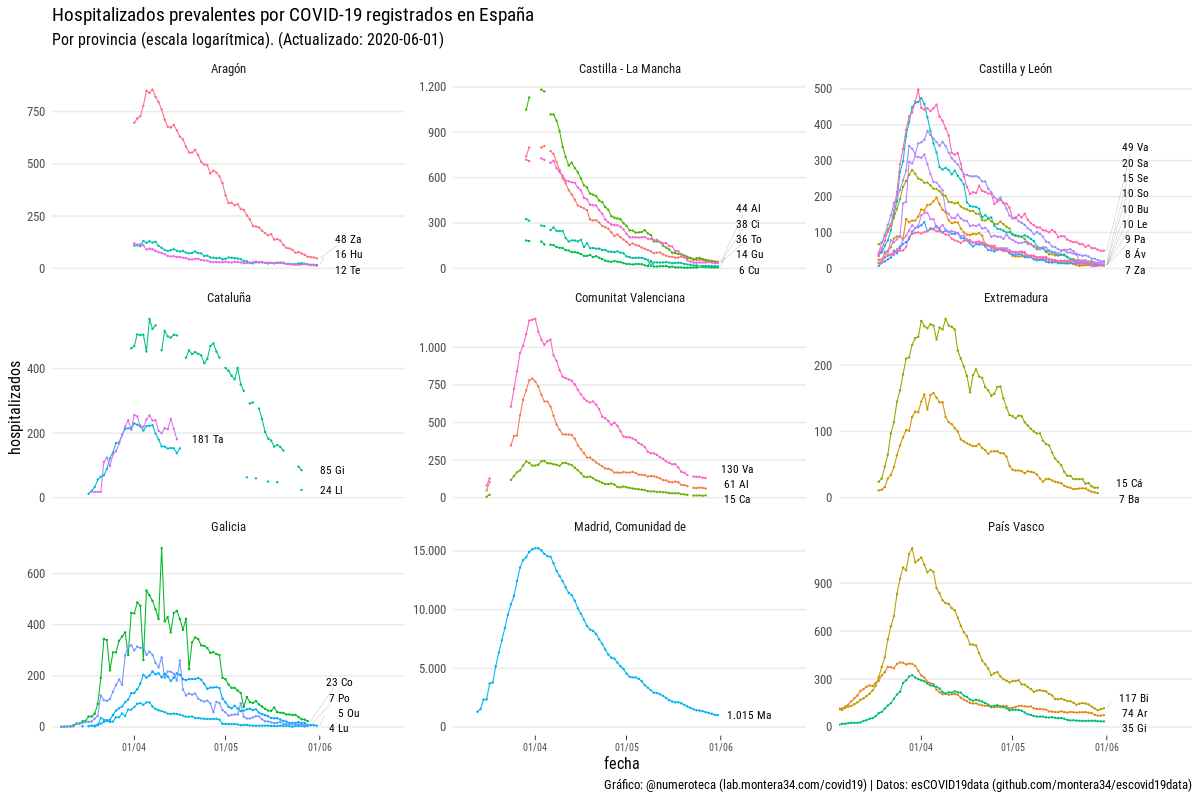 Hospitalizados prevalentes por COVID-19 registrados en España
Por provincia (escala logarítmica). (Actualizado: 2020-06-01)
hospitalizados
Aragón
750
500
250
0
48 Za
16 Hu
12 Te
Castilla - La Mancha
1.200
900
600
300
0
44 Al
38 Ci
36 To
14 Gu
6 Cu
Castilla y León
500
400
300
200
100
0
49 Va
20 Sa
15 Se
10 So
10 Bu
10 Le
9 Pa
8 Áv
7 Za
Cataluña
400
200
0
181 Ta
85 Gi
24 Ll
Comunitat Valenciana
1.000
750
500
250
0
130 Va
61 Al
15 Ca
Extremadura
200
100
0
15 Cá
7 Ba
Galicia
600
400
200
0
23 Co
7 Po
5 Ou
4 Lu
01/04 01/05 01/06
Madrid, Comunidad de
15.000
10.000
5.000
0
1.015 Ma
01/04 01/05 01/06
País Vasco
900
600
300
0
117 Bi
74 Ar
35 Gi
01/04 01/05 01/06
fecha
Gráfico: @numeroteca (lab.montera34.com/covid19) | Datos: esCOVID19data (github.com/montera34/escovid19data)